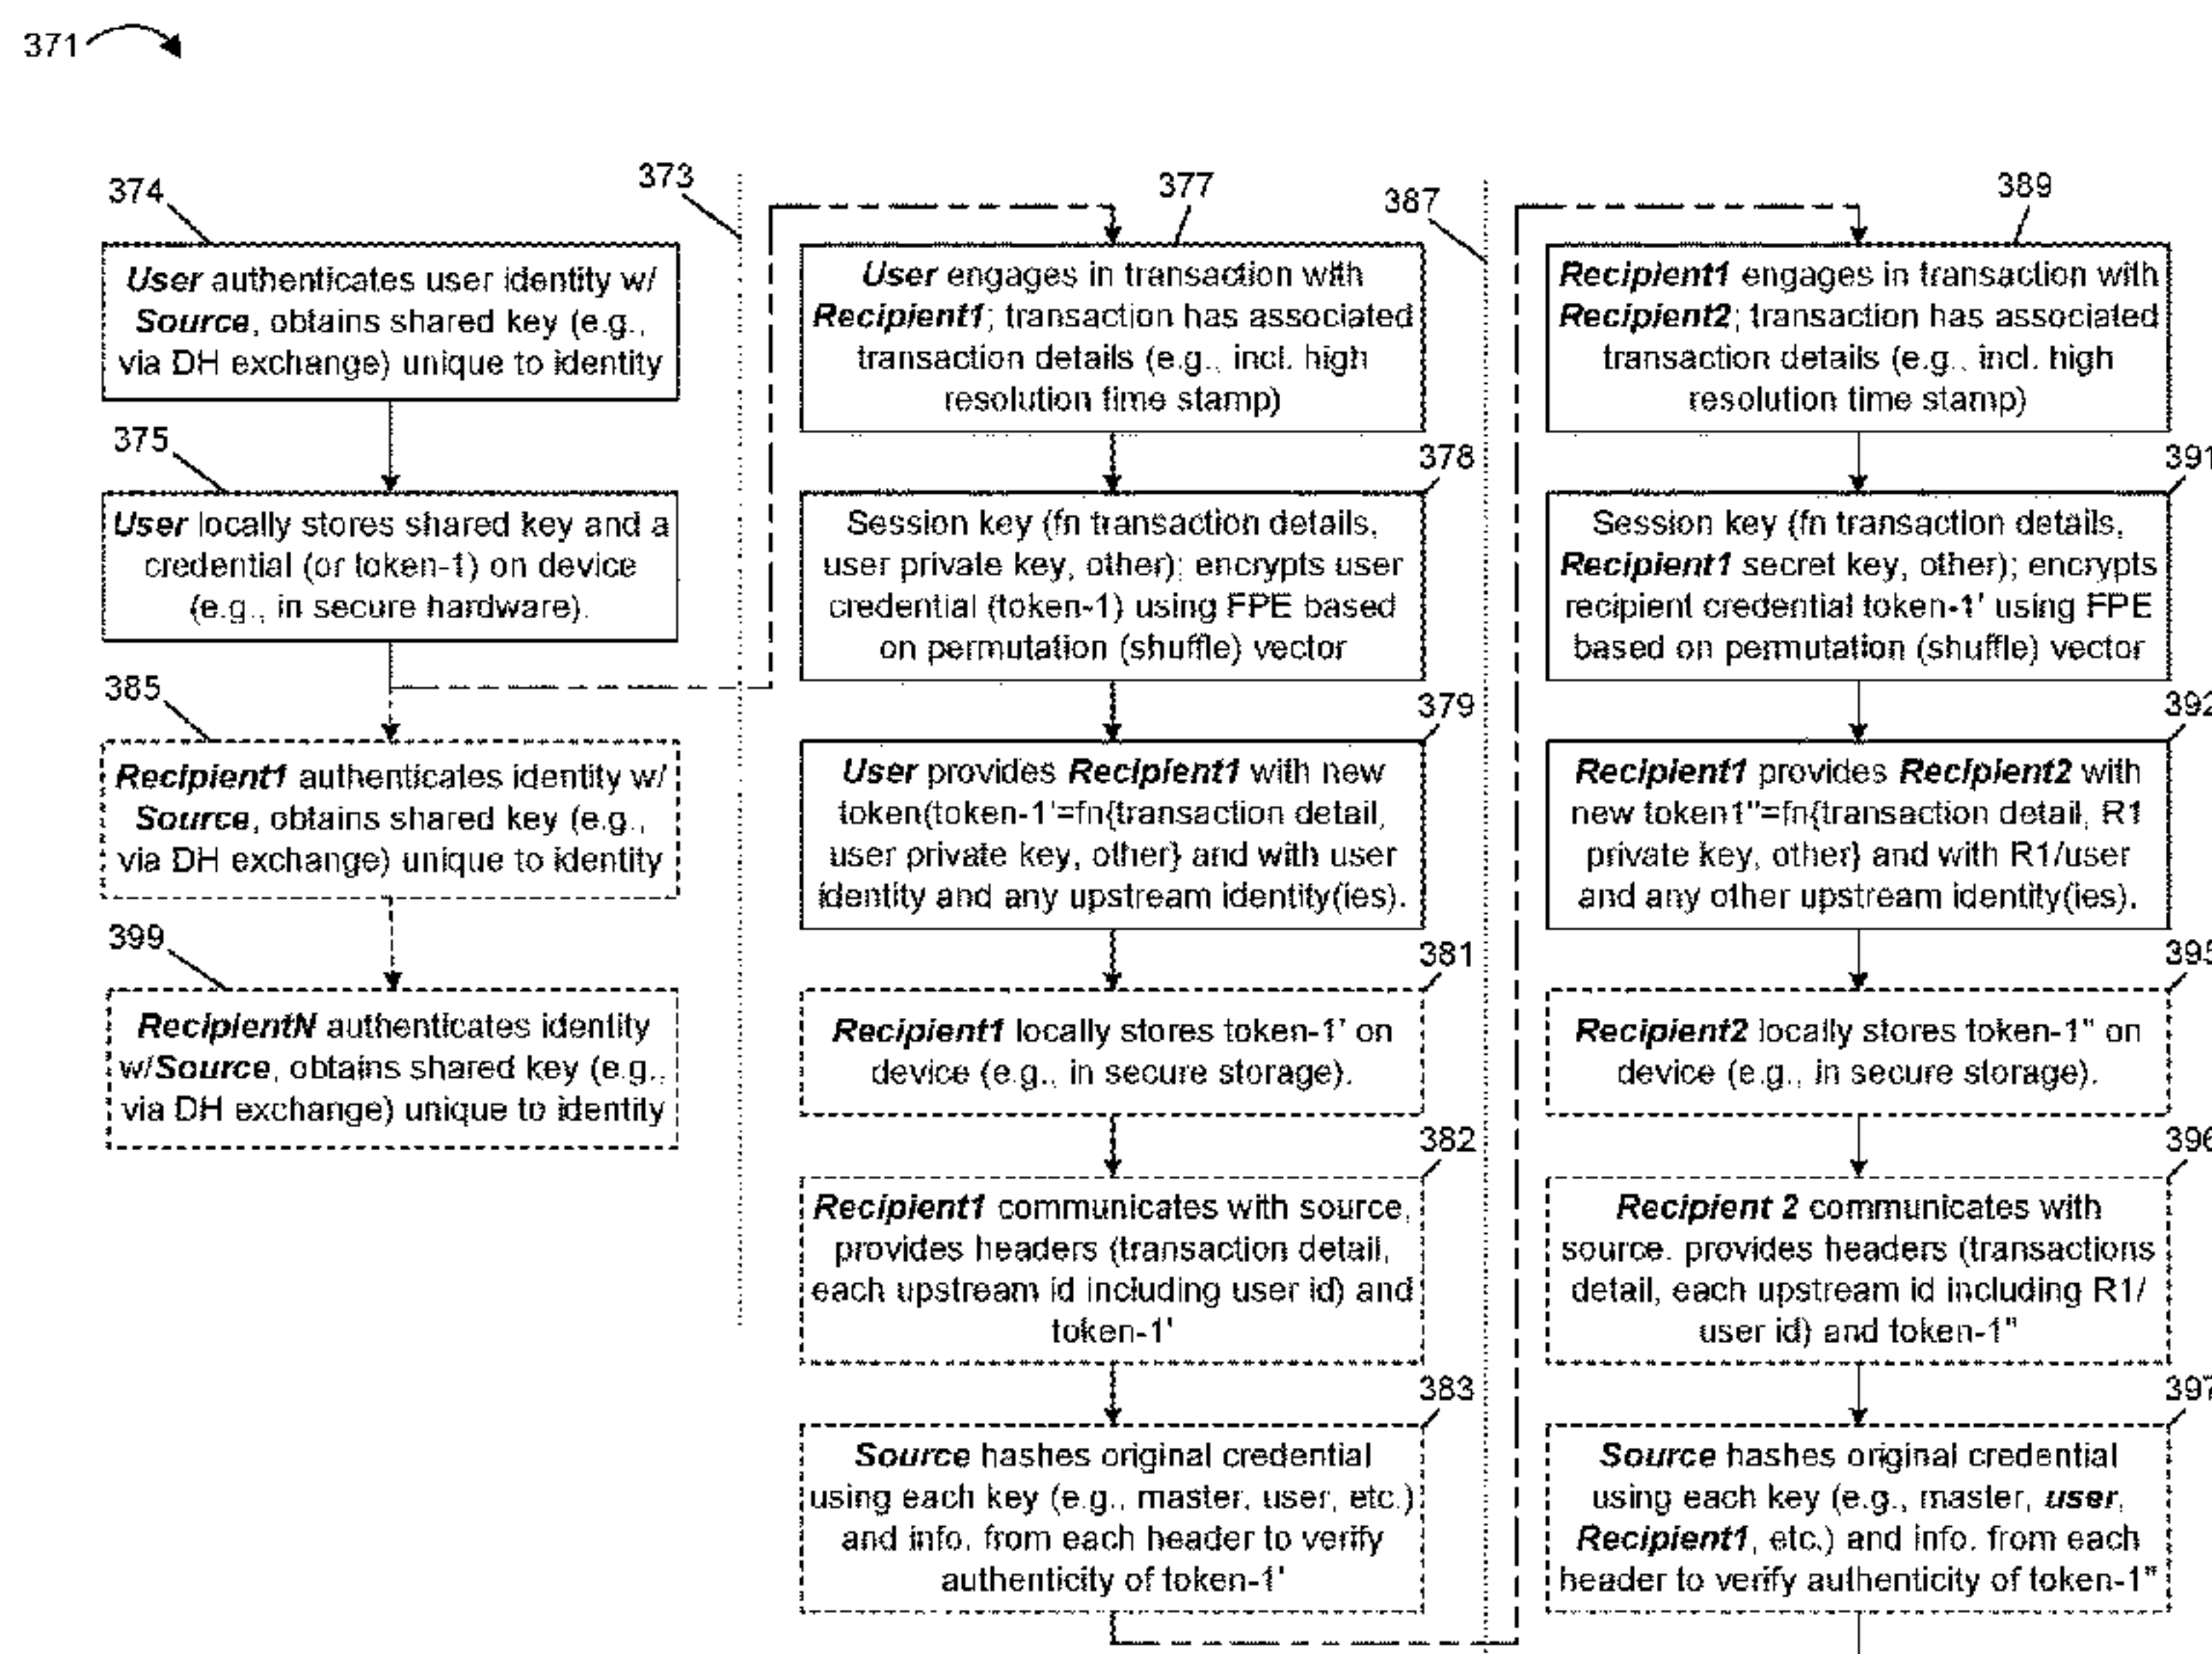 371
374
User authenticates user identity w/
Source, obtains shared key (e.g.,
via DH exchange) unique to identity
375
User locally stores shared key and a
credential (or token-1) on device
(e.g., in secure hardware).
385
Recipient1 authenticates identity w/
Source, obtains shared key (e.g.,
via DH exchange) unique to identity
399
RecipientN authenticates identity
w/Source, obtains shared key (e.g.,
via DH exchange) unique to identity
373
377
User engages in transaction with
Recipient1; transaction has associated
transaction details (e.g., incl. high
resolution time stamp)
378
Session key (fn transaction details,
user private key, other); encrypts user
credential (token-1) using FPE based
on permutation (shuffle) vector
379
User provides Recipient1 with new
token(token-1'=fn{transaction detail,
user private key, other} and with user
identity and any upstream identity(ies).
381
Recipient1 locally stores token-1' on
device (e.g., in secure storage).
382
Recipient1 communicates with source,
provides headers (transaction detail,
each upstream id including user id) and
token-1'
383
Source hashes original credential
using each key (e.g., master, user, etc.)
and info. from each header to verify
authenticity of token-1'
387
389
Recipient1 engages in transaction with
Recipient2; transaction has associated
transaction details (e.g., incl. high
resolution time stamp)
391
Session key (fn transaction details,
Recipient1 secret key, other); encrypts
recipient credential token-1' using FPE
based on permutation (shuffle) vector
392
Recipient1 provides Recipient2 with
new token1"=fn{transaction detail, R1
private key, other} and with R1/user
and any other upstream identity(ies).
395
Recipient2 locally stores token-1" on
device (e.g., in secure storage).
396
Recipient 2 communicates with
source. provides headers (transactions
detail, each upstream id including R1/
user id) and token-1"
397
Source hashes original credential
using each key (e.g., master, user,
Recipient1, etc.) and info. from each
header to verify authenticity of token-1"